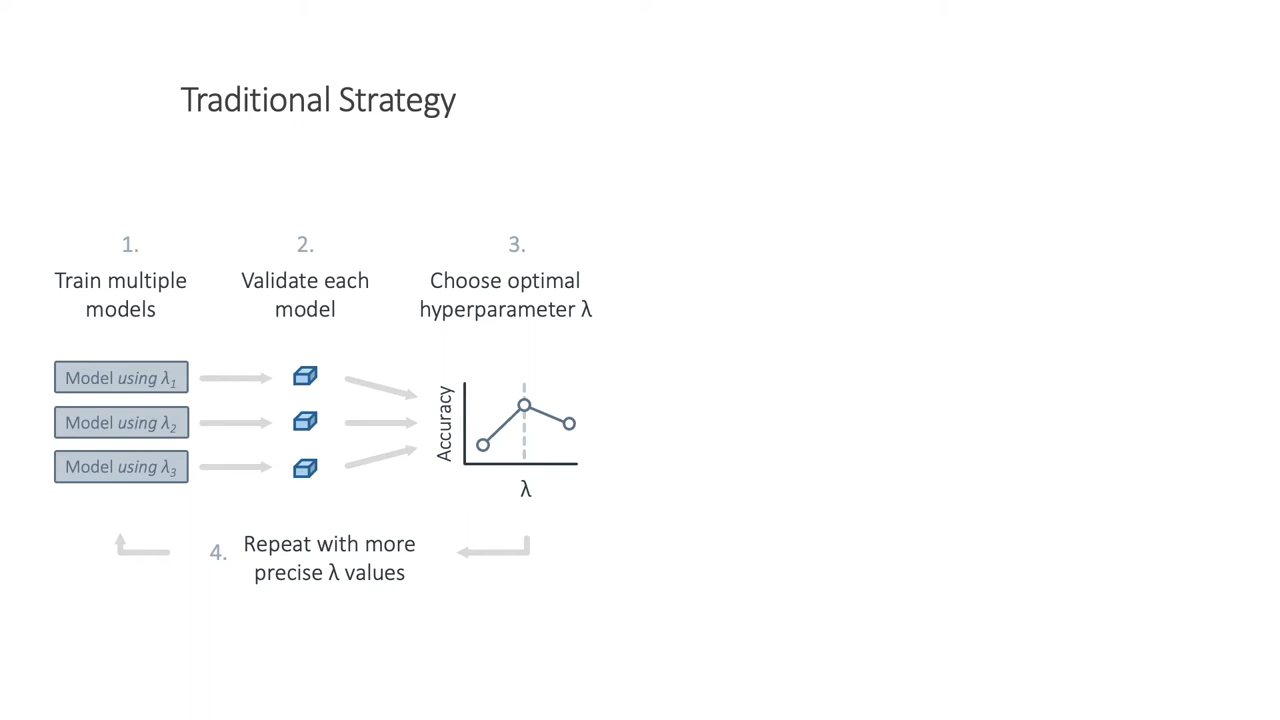 Traditional Strategy
1.
Train multiple
models
2.
Validate each
model
3.
Choose optimal
hyperparameter λ
Model using λ1
Model using λ2
Model using λ3
Accuracy
λ
4.
Repeat with more
precise λ values